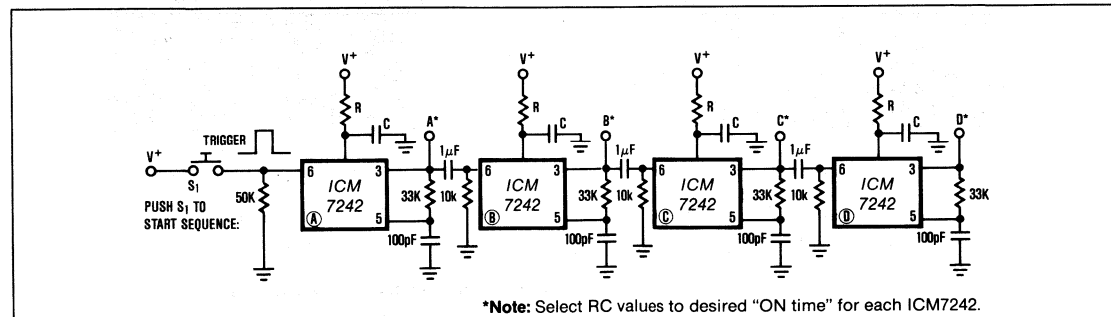 V+ V+ V+ V+
R A* R B* R C* R D*
C C C C
TRIGGER 1µF 1µF 1µF
V+ S1 6 3 6 3 6 3 6 3
50K ICM 7242 33K 10k ICM 7242 33K 10k ICM 7242 33K 10k ICM 7242 33K
PUSH S1 TO
START SEQUENCE:
A 5 B 5 C 5 D 5
100pF 100pF 100pF 100pF
*Note: Select RC values to desired "ON time" for each ICM7242.